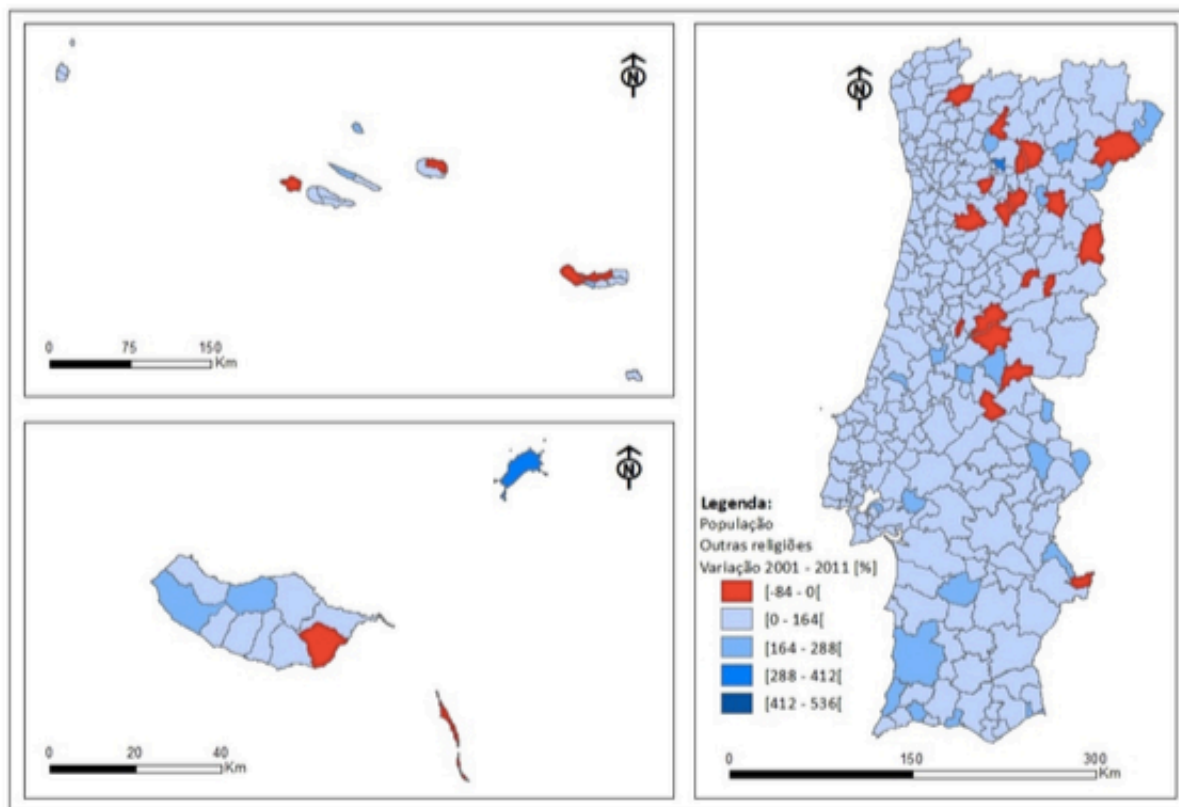 N
0 75 150
Km
N
0 20 40
Km
N
Legenda:
População
Outras religiões
Variação 2001 - 2011 [%]
[-84 - 0[
[0 - 164[
[164 - 288[
[288 - 412[
[412 - 536[
0 150 300
Km